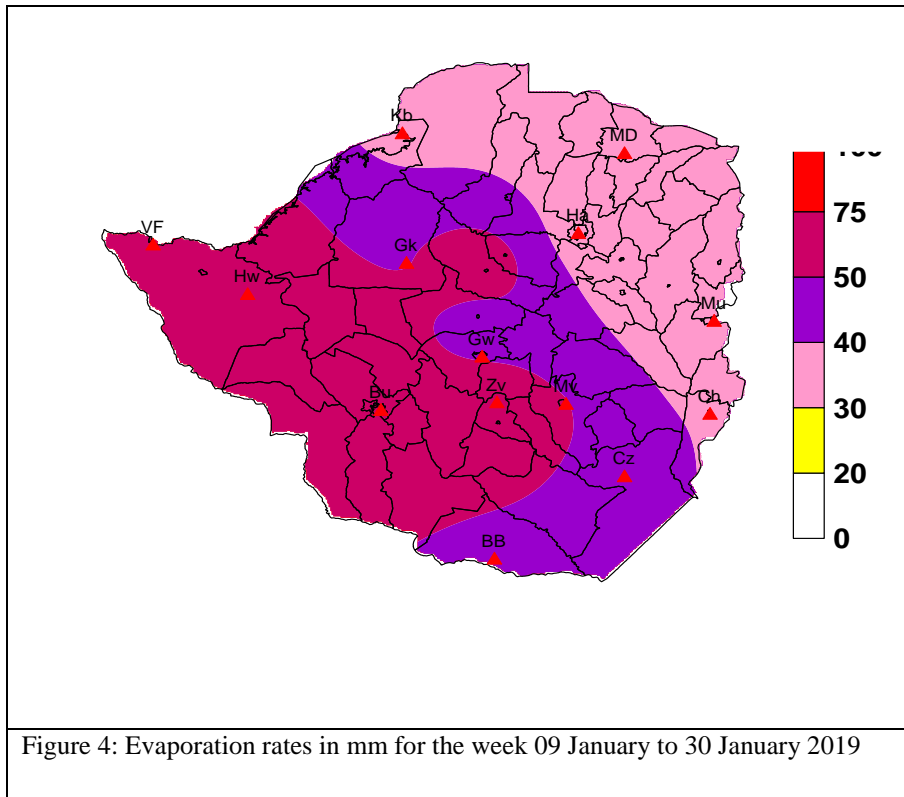 Kb
MD
Ha
VF
Gk
Hw
Mu
Gw
Bu
Zv
Mv
Ch
Cz
BB
75
50
40
30
20
0
Figure 4: Evaporation rates in mm for the week 09 January to 30 January 2019